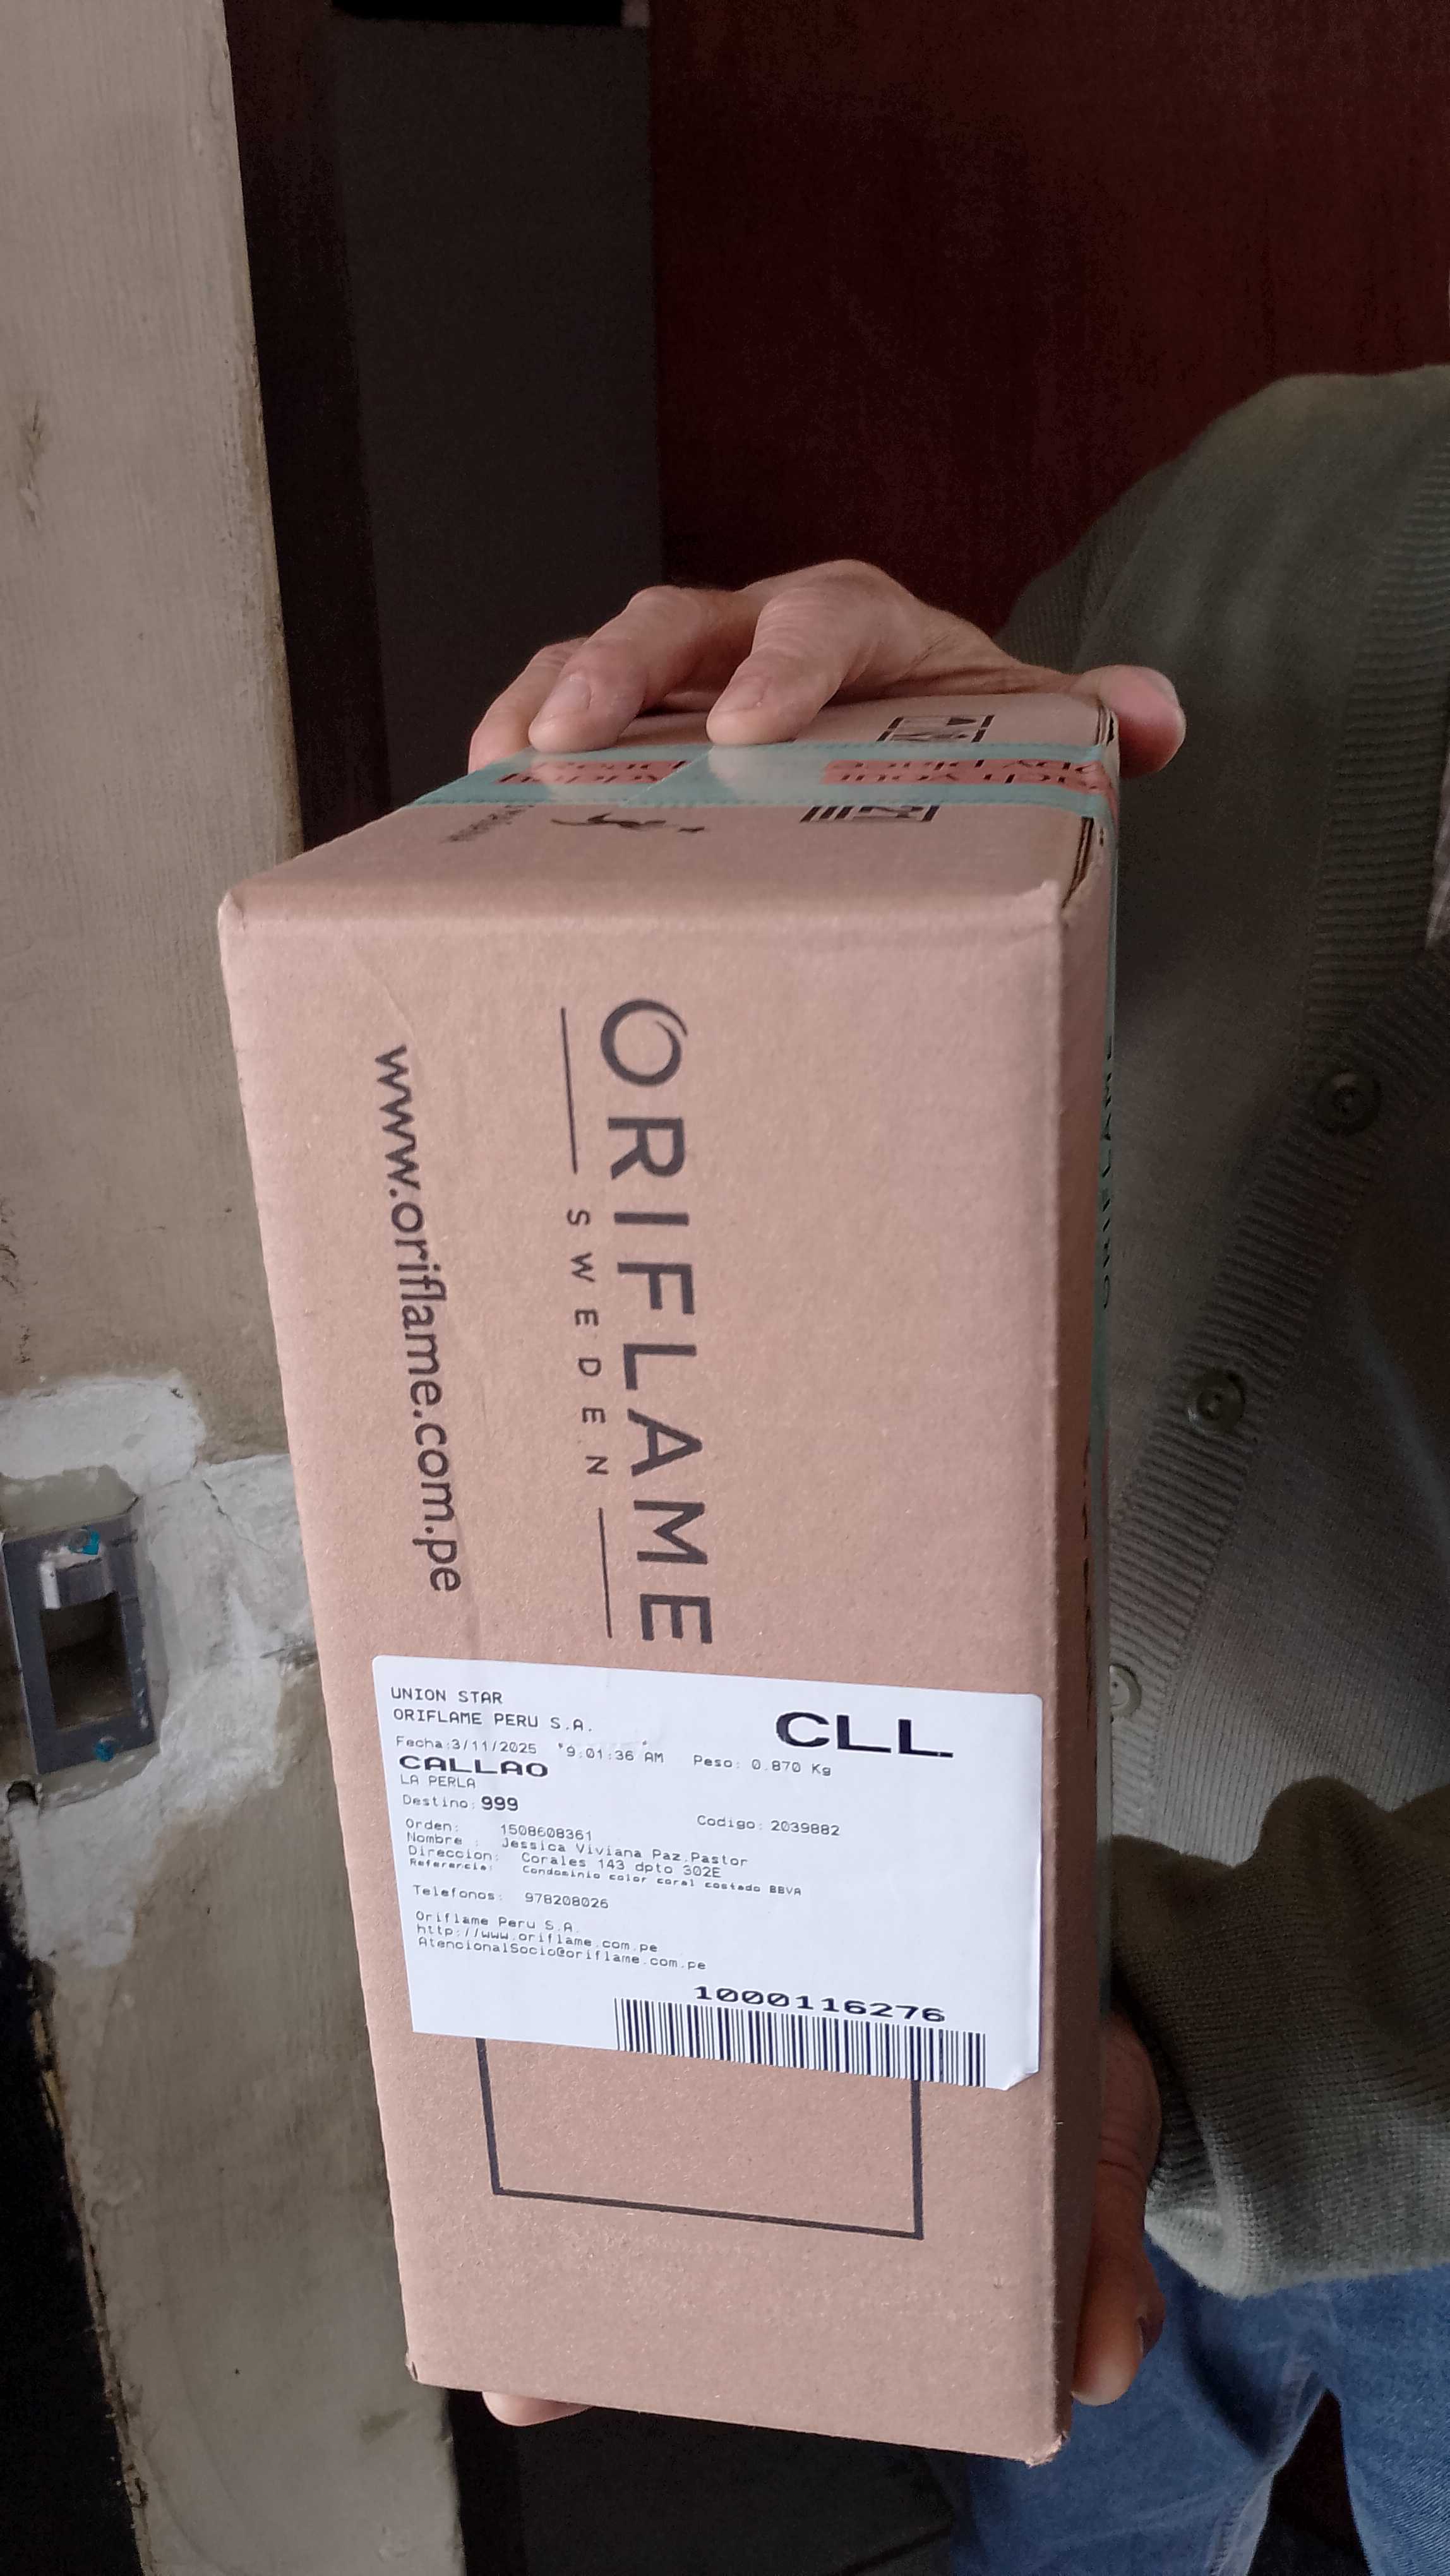 ORIFLAME
SWEDEN
www.oriflame.com.pe
UNION STAR
ORIFLAME PERU S.A.
CLL
Fecha:3/11/2025 9:01:36 AM Peso: 0.870 Kg
CALLAO
LA PERLA
Destino: 999
Codigo: 2039882
Orden: 1508608361
Nombre : Jessica Viviana Paz.Pastor
Direccion: Corales 143 dpto 302E
Referencia: Condominio color coral costado BBVA
Telefonos: 978208026
Oriflame Peru S.A.
http://www.oriflame.com.pe
AtencionalSocio@oriflame.com.pe
1000116276
ORIFLAME